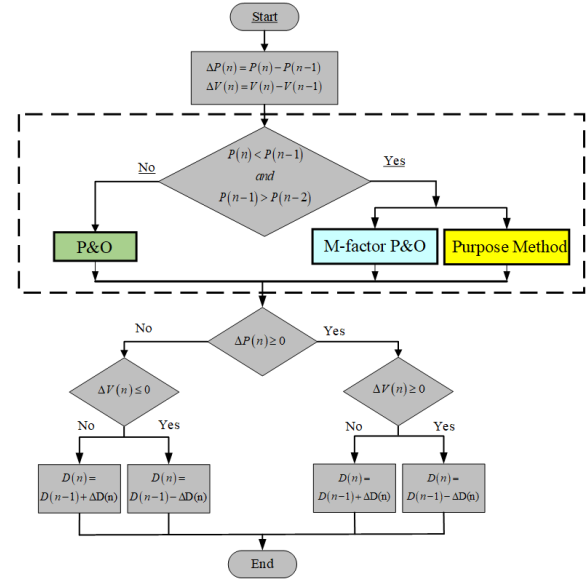 Start
ΔP(n)=P(n)−P(n−1)
ΔV(n)=V(n)−V(n−1)
P(n)<P(n−1)
and
P(n−1)>P(n−2)
No
Yes
P&O
M-factor P&O
Purpose Method
ΔP(n)≥0
No
Yes
ΔV(n)≤0
ΔV(n)≥0
No
Yes
No
Yes
D(n)=
D(n−1)+ΔD(n)
D(n)=
D(n−1)−ΔD(n)
D(n)=
D(n−1)+ΔD(n)
D(n)=
D(n−1)−ΔD(n)
End